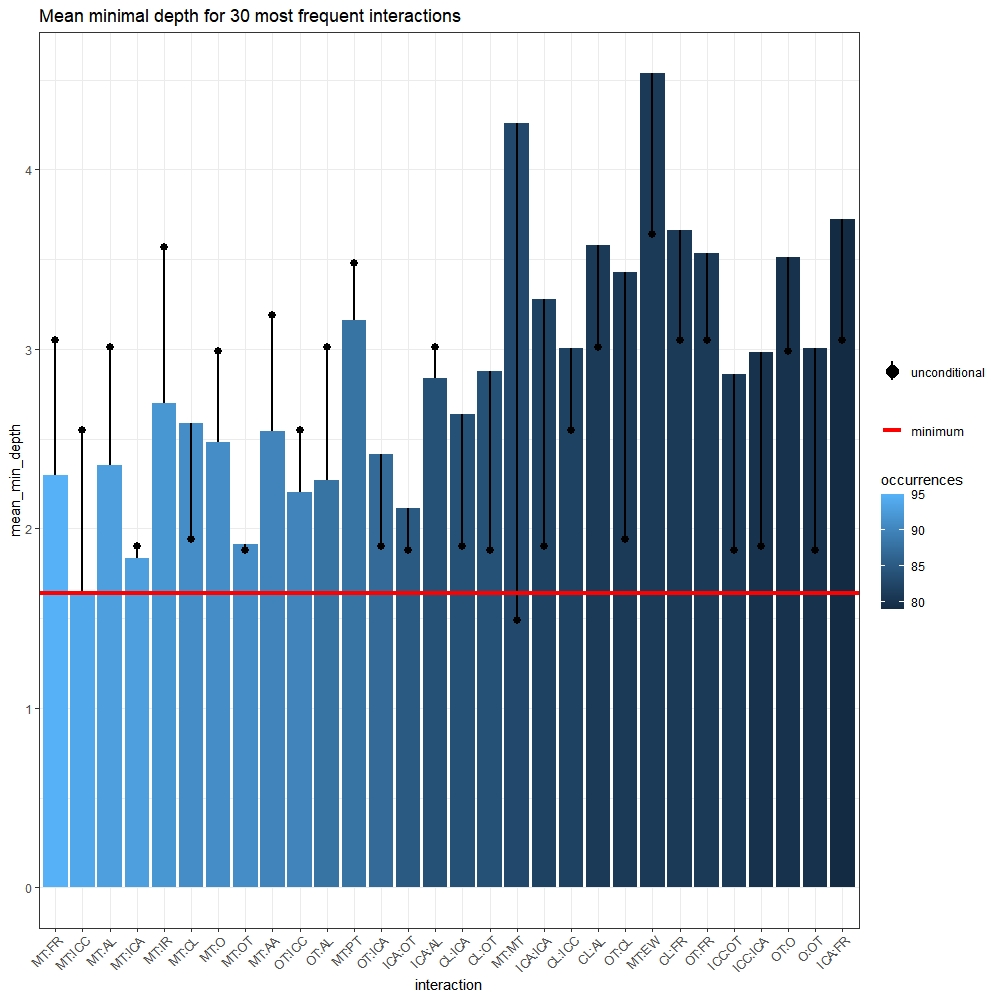 Mean minimal depth for 30 most frequent interactions
mean_min_depth
4
3
2
1
0
MT:FR
MT:ICC
MT:AL
MT:ICA
MT:IR
MT:CL
MT:O
MT:OT
MT:AA
OT:ICC
OT:AL
MT:PT
OT:ICA
ICA:OT
ICA:AL
CL:ICA
CL:OT
MT:MT
ICA:ICA
CL:ICC
CL:AL
OT:CL
MT:EW
CL:FR
OT:FR
ICC:OT
ICC:ICA
OT:O
O:OT
ICA:FR
interaction
unconditional
minimum
occurrences
95
90
85
80